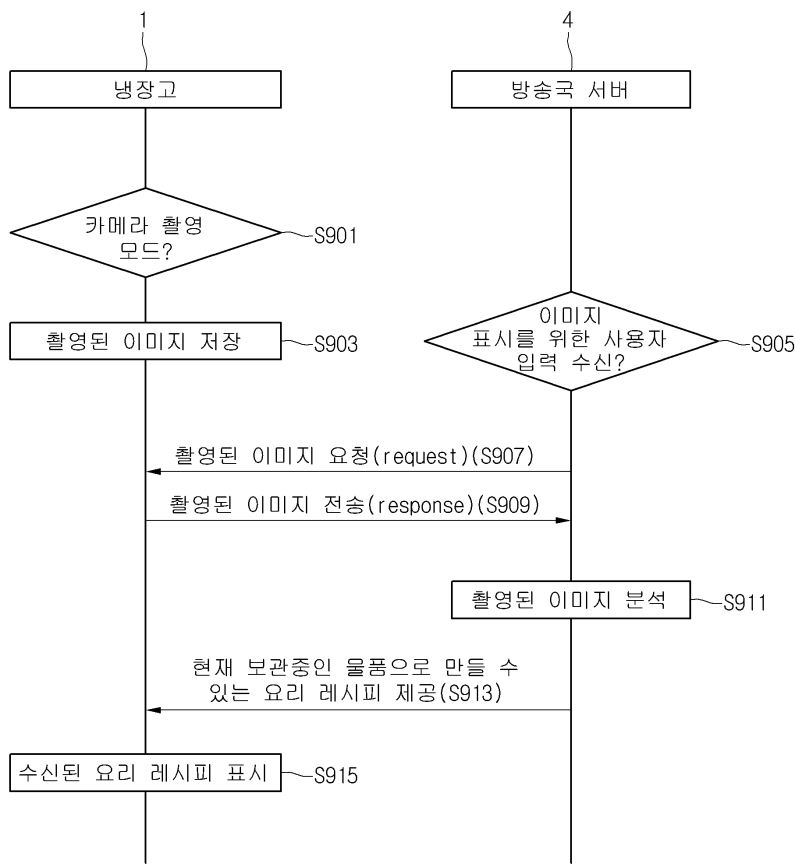 1
4
냉장고
방송국 서버
카메라 촬영
모드?
S901
촬영된 이미지 저장
S903
이미지
표시를 위한 사용자
입력 수신?
S905
촬영된 이미지 요청(request)(S907)
촬영된 이미지 전송(response)(S909)
촬영된 이미지 분석
S911
현재 보관중인 물품으로 만들 수
있는 요리 레시피 제공(S913)
수신된 요리 레시피 표시
S915